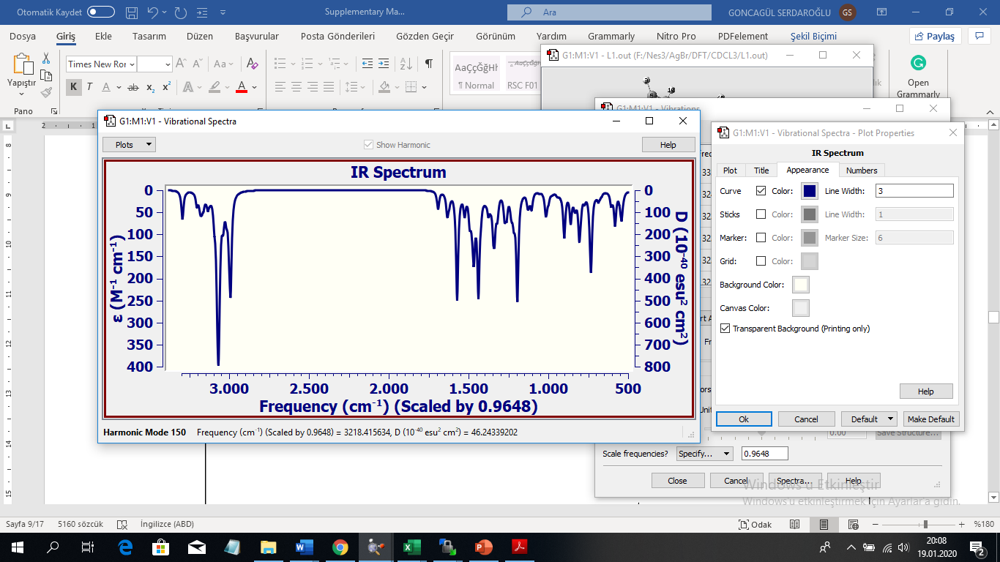 Otomatik Kaydet
Supplementary Ma...
Ara
GONCAGÜL SERDAROĞLU
GS
Dosya Giriş Ekle Tasarım Düzen Başvurular Posta Gönderileri Gözden Geçir Görünüm Yardım Grammarly Nitro Pro PDFelement Şekil Biçimi
Paylaş
Yapıştır
Pano
Times New Ror
K T A ab x₂ x² A A
AaÇçĞğHł
¶ Normal
RSC F01
Open
Grammarly
G1:M1:V1 - L1.out (F:/Nes3/AgBr/DFT/CDCL3/L1.out)
G1:M1:V1 - Vibrations
G1:M1:V1 - Vibrational Spectra
Plots
Show Harmonic
Help
IR Spectrum
0
50
100
150
200
250
300
350
400
ε (M⁻¹ cm⁻¹)
0
100
200
300
400
500
600
700
800
D (10⁻⁴⁰ esu² cm²)
3.000 2.500 2.000 1.500 1.000 500
Frequency (cm⁻¹) (Scaled by 0.9648)
Harmonic Mode 150 Frequency (cm⁻¹) (Scaled by 0.9648) = 3218.415634, D (10⁻⁴⁰ esu² cm²) = 46.24339202
G1:M1:V1 - Vibrational Spectra - Plot Properties
IR Spectrum
Plot Title Appearance Numbers
Curve Color: Line Width: 3
Sticks Color: Line Width: 1
Marker: Color: Marker Size: 6
Grid: Color:
Background Color:
Canvas Color:
Transparent Background (Printing only)
Help
Ok Cancel Default Make Default
0.00 Save Structure...
Scale frequencies? Specify... 0.9648
Close Cancel Spectra... Help
Windows'u Etkinleştir
Windows'u etkinleştirmek için Ayarlar'a gidin.
Sayfa 9/17 5160 sözcük İngilizce (ABD)
Odak
%180
20:08
19.01.2020
2